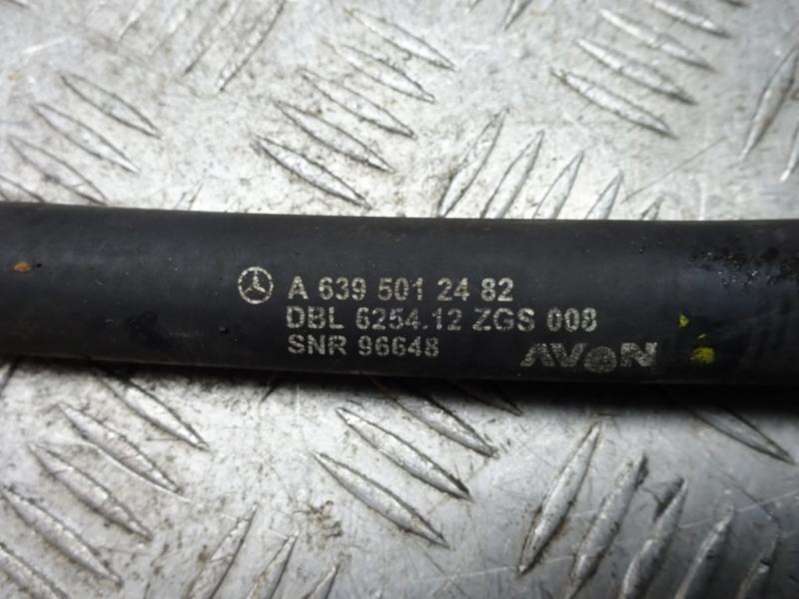 A 639 501 24 82
DBL 6254.12 ZGS 008
SNR 96648
AVON